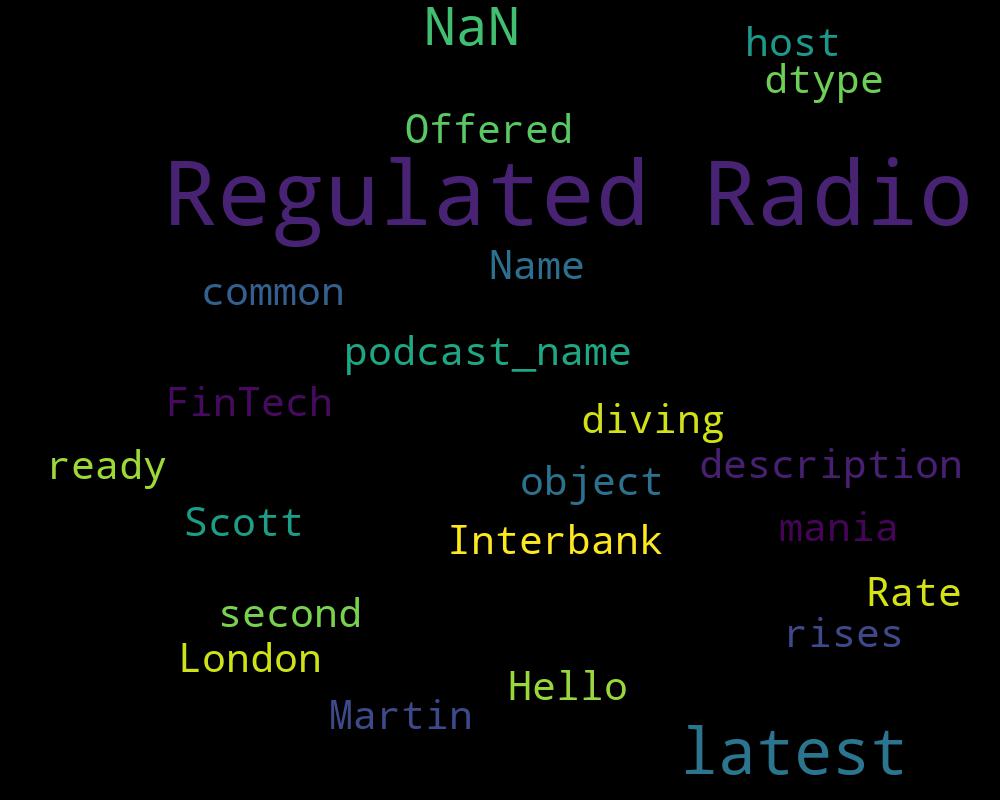 NaN
host
dtype
Offered
Regulated Radio
Name
common
podcast_name
FinTech
diving
ready
description
object
Scott
mania
Interbank
Rate
second
rises
London
Hello
Martin
latest